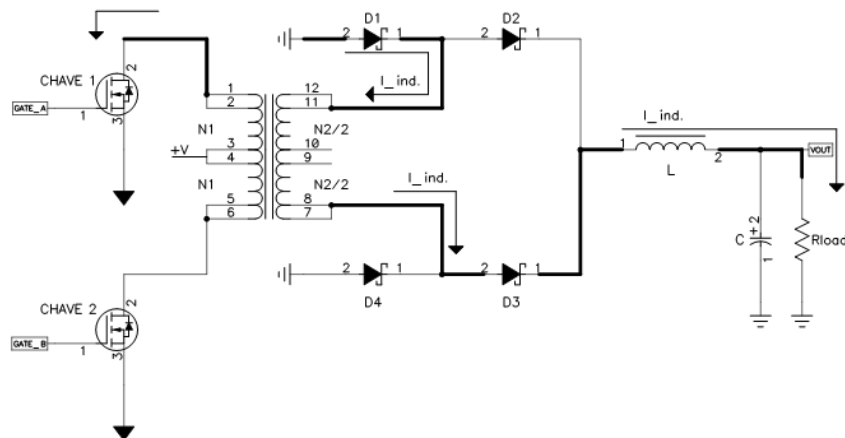 D1
D2
2
1
2
1
CHAVE 1
2
GATE_A
1
3
I_ind.
1
2
12
11
N1
N2/2
+V
3
4
10
9
N1
N2/2
5
6
8
7
I_ind.
I_ind.
1
2
L
VOUT
C
+
2
1
Rload
2
1
2
1
D4
D3
CHAVE 2
2
GATE_B
1
3